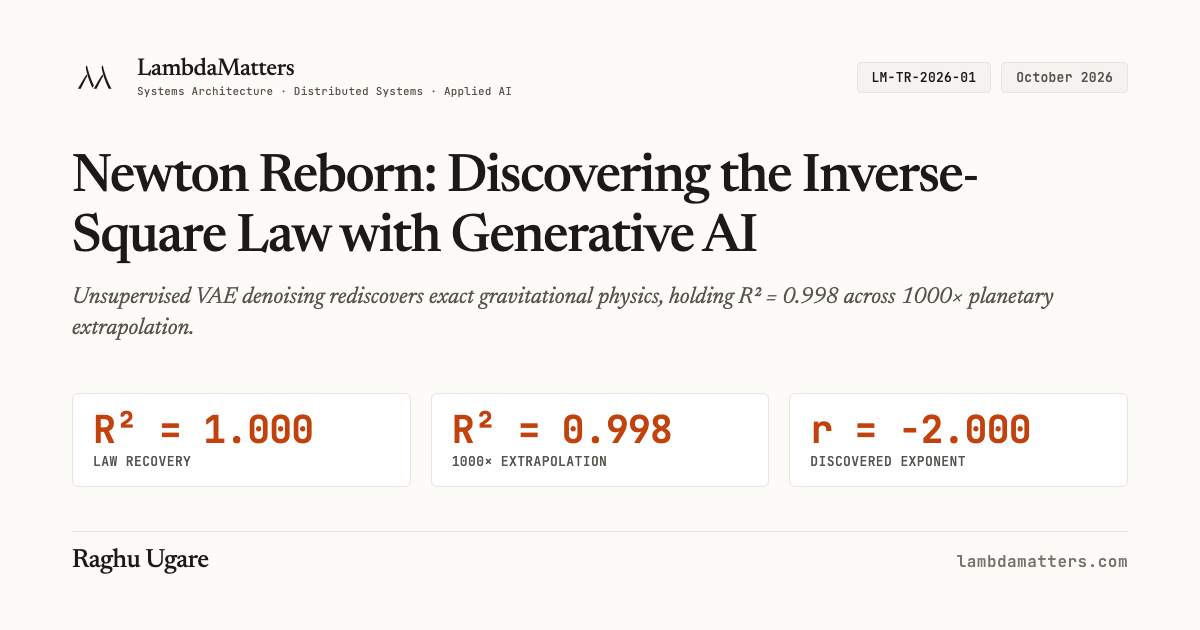 LambdaMatters
Systems Architecture · Distributed Systems · Applied AI
LM-TR-2026-01
October 2026
Newton Reborn: Discovering the Inverse-
Square Law with Generative AI
Unsupervised VAE denoising rediscovers exact gravitational physics, holding R² = 0.998 across 1000× planetary
extrapolation.
R² = 1.000
LAW RECOVERY
R² = 0.998
1000× EXTRAPOLATION
r = -2.000
DISCOVERED EXPONENT
Raghu Ugare
lambdamatters.com